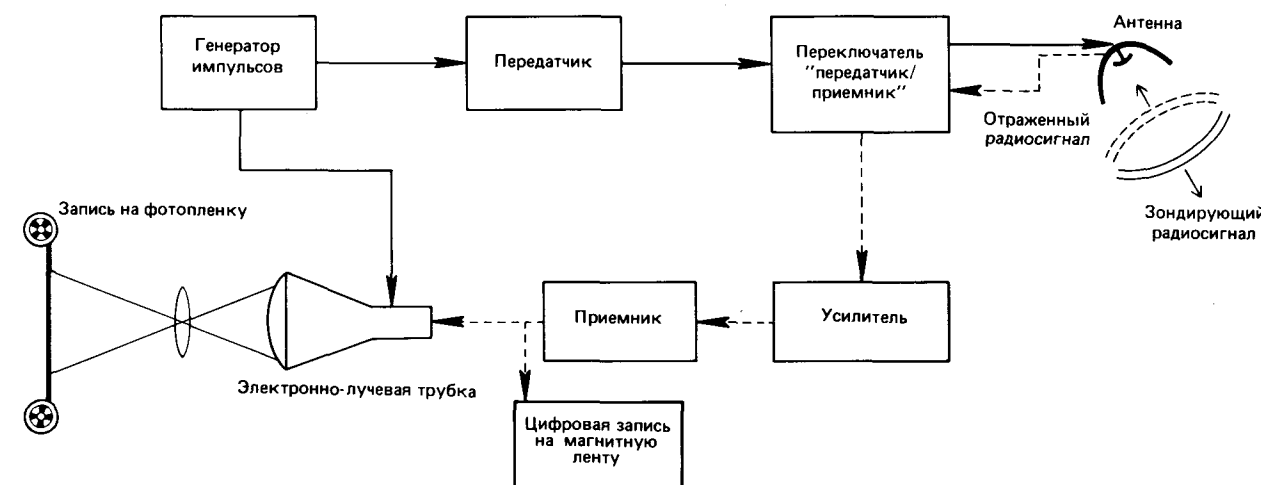 Генератор
импульсов
Передатчик
Переключатель
"передатчик/
приемник"
Антенна
Отраженный
радиосигнал
Зондирующий
радиосигнал
Запись на фотопленку
Электронно-лучевая трубка
Приемник
Усилитель
Цифровая запись
на магнитную
ленту